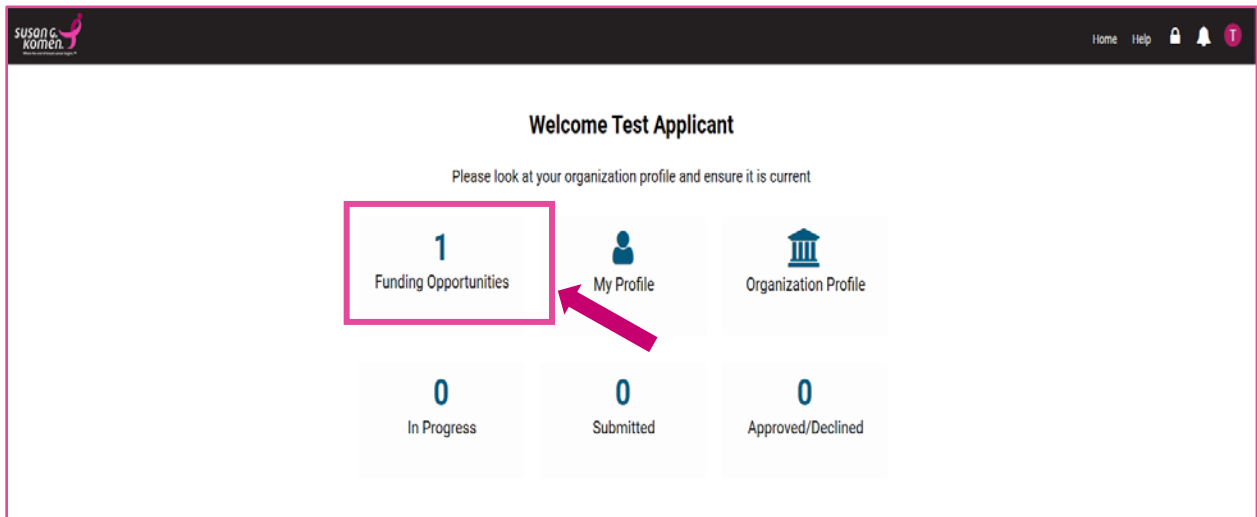 susan g.
komen.
Home Help T
Welcome Test Applicant
Please look at your organization profile and ensure it is current
1
Funding Opportunities
My Profile
Organization Profile
0
In Progress
0
Submitted
0
Approved/Declined